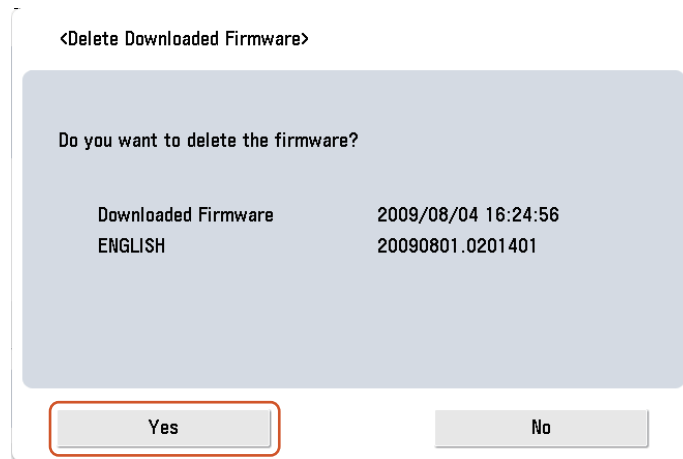 <Delete Downloaded Firmware>
Do you want to delete the firmware?
Downloaded Firmware 2009/08/04 16:24:56
ENGLISH 20090801.0201401
Yes No